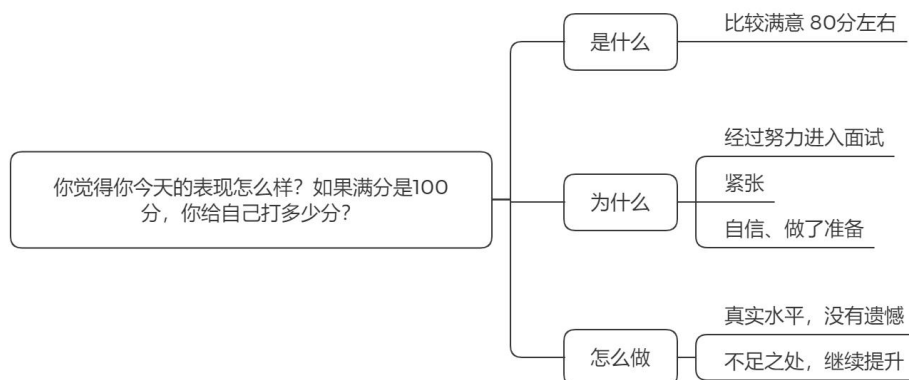 你觉得你今天的表现怎么样？如果满分是100
分，你给自己打多少分？
是什么
比较满意 80分左右
为什么
经过努力进入面试
紧张
自信、做了准备
怎么做
真实水平，没有遗憾
不足之处，继续提升